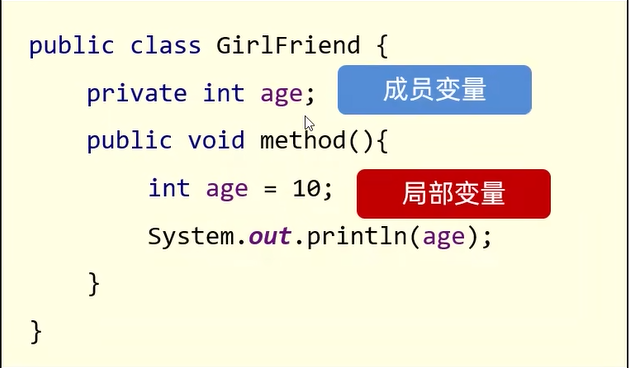 public class GirlFriend {
private int age; 成员变量
public void method(){
int age = 10; 局部变量
System.out.println(age);
}
}